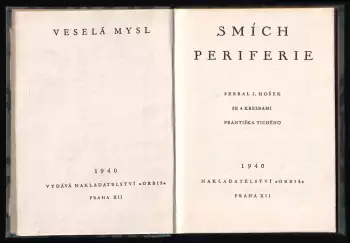 VESELÁ MYSL
1940
VYDÁVÁ NAKLADATELSTVÍ »ORBIS«
PRAHA XII
SMÍCH
PERIFERIE
SEBRAL J. HOŠEK
SE 4 KRESBAMI
FRANTIŠKA TICHÉHO
1940
NAKLADATELSTVÍ »ORBIS«
PRAHA XII